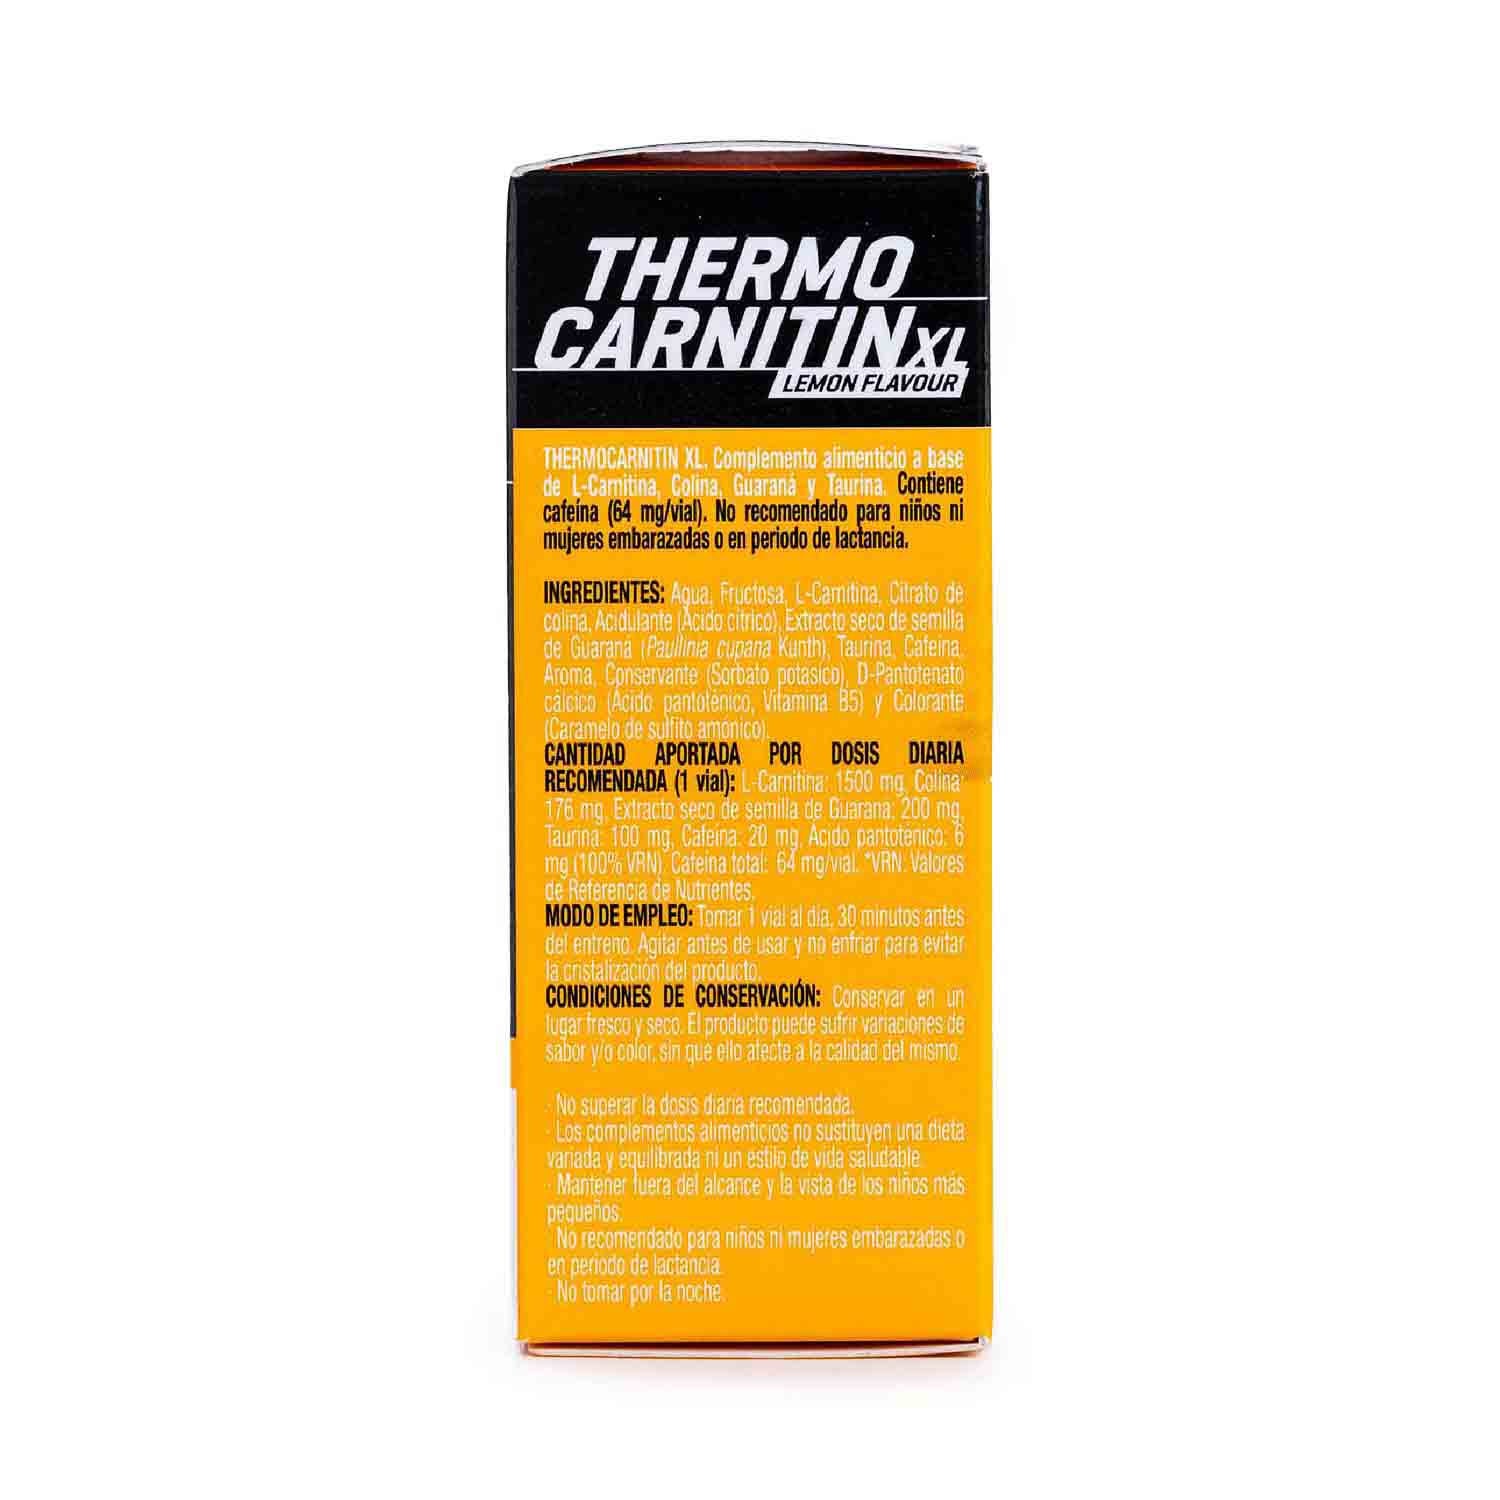 THERMO
CARNITIN XL
LEMON FLAVOUR
THERMOCARNITIN XL. Complemento alimenticio a base
de L-Carnitina, Colina, Guaraná y Taurina. Contiene
cafeína (64 mg/vial). No recomendado para niños ni
mujeres embarazadas o en periodo de lactancia.
INGREDIENTES: Agua, Fructosa, L-Carnitina, Citrato de
colina, Acidulante (Ácido cítrico), Extracto seco de semilla
de Guaraná (Paullinia cupana Kunth), Taurina, Cafeína,
Aroma, Conservante (Sorbato potásico), D-Pantotenato
cálcico (Ácido pantoténico, Vitamina B5) y Colorante
(Caramelo de sulfito amónico).
CANTIDAD APORTADA POR DOSIS DIARIA
RECOMENDADA (1 vial): L-Carnitina: 1500 mg, Colina:
176 mg, Extracto seco de semilla de Guaraná: 200 mg,
Taurina: 100 mg, Cafeína: 20 mg, Ácido pantoténico: 6
mg (100% VRN). Cafeína total: 64 mg/vial. *VRN: Valores
de Referencia de Nutrientes.
MODO DE EMPLEO: Tomar 1 vial al día, 30 minutos antes
del entreno. Agitar antes de usar y no enfriar para evitar
la cristalización del producto.
CONDICIONES DE CONSERVACIÓN: Conservar en un
lugar fresco y seco. El producto puede sufrir variaciones de
sabor y/o color, sin que ello afecte a la calidad del mismo.
· No superar la dosis diaria recomendada.
· Los complementos alimenticios no sustituyen una dieta
variada y equilibrada ni un estilo de vida saludable.
· Mantener fuera del alcance y la vista de los niños más
pequeños.
· No recomendado para niños ni mujeres embarazadas o
en periodo de lactancia.
· No tomar por la noche.